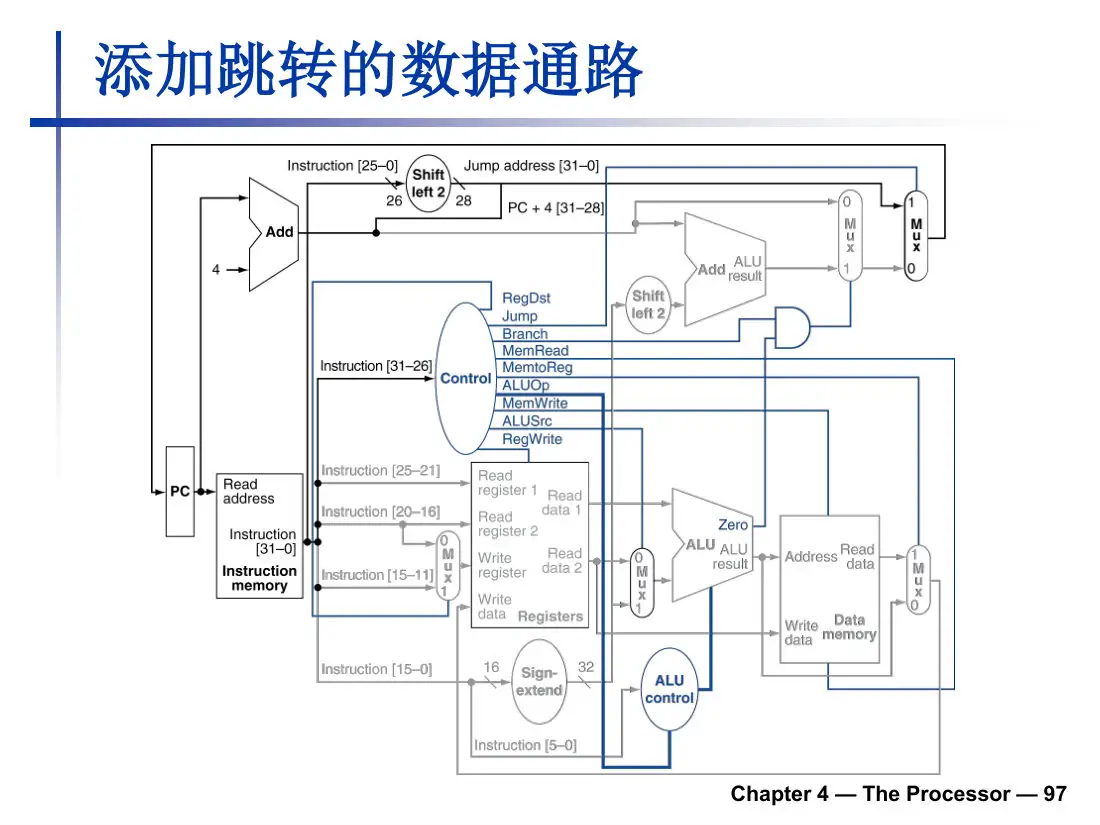 添加跳转的数据通路
Instruction [25–0]
Shift left 2
Jump address [31–0]
26
28
PC + 4 [31–28]
Add
4
0
M
u
x
1
1
M
u
x
0
Add
ALU result
Shift left 2
RegDst
Jump
Branch
MemRead
MemtoReg
ALUOp
MemWrite
ALUSrc
RegWrite
Control
Instruction [31–26]
PC
Read address
Instruction [31–0]
Instruction memory
Instruction [25–21]
Instruction [20–16]
Instruction [15–11]
0
M
u
x
1
Read register 1
Read register 2
Write register
Write data
Read data 1
Read data 2
Registers
0
M
u
x
1
Zero
ALU
ALU result
Address
Read data
Write data
Data memory
1
M
u
x
0
Instruction [15–0]
16
Sign-extend
32
ALU control
Instruction [5–0]
Chapter 4 — The Processor — 97